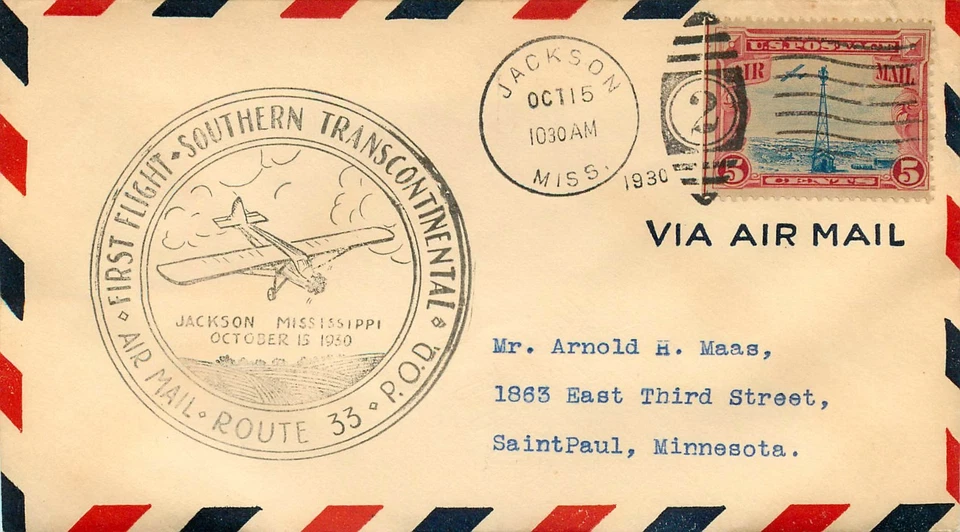 JACKSON
OCT 15
1030 AM
MISS.
1930
2
U.S. POSTAGE
AIR MAIL
5 CENTS 5
VIA AIR MAIL
FIRST FLIGHT SOUTHERN TRANSCONTINENTAL
JACKSON MISSISSIPPI
OCTOBER 15 1930
AIR MAIL ROUTE 33 P.O.D.
Mr. Arnold H. Maas,
1863 East Third Street,
SaintPaul, Minnesota.